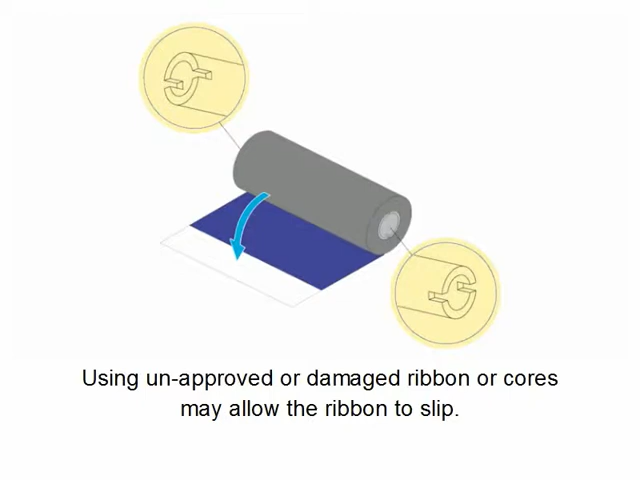 Using un-approved or damaged ribbon or cores
may allow the ribbon to slip.